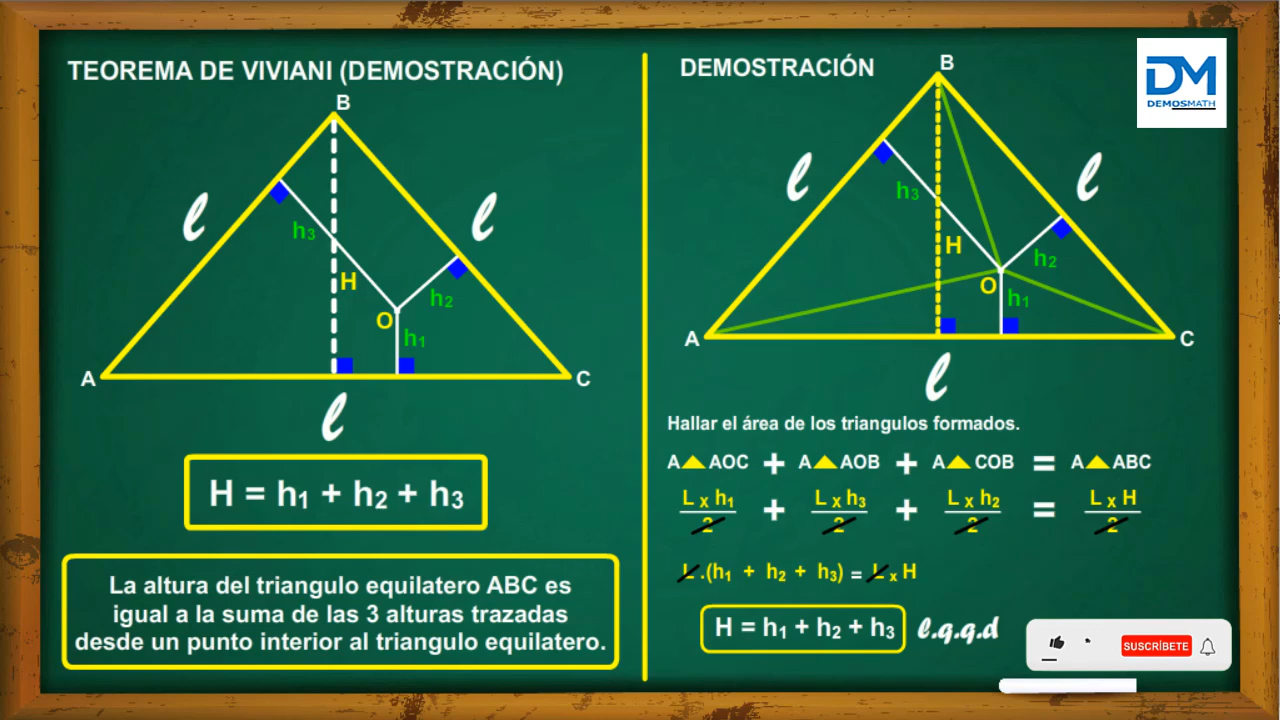 TEOREMA DE VIVIANI (DEMOSTRACIÓN)
B
ℓ
ℓ
h₃
H
h₂
O
h₁
A
C
ℓ
H = h₁ + h₂ + h₃
La altura del triangulo equilatero ABC es
igual a la suma de las 3 alturas trazadas
desde un punto interior al triangulo equilatero.
DEMOSTRACIÓN
B
DM
DEMOSMATH
ℓ
ℓ
h₃
H
h₂
O
h₁
A
C
ℓ
Hallar el área de los triangulos formados.
A AOC + A AOB + A COB = A ABC
L x h₁ / 2 + L x h₃ / 2 + L x h₂ / 2 = L x H / 2
L .(h₁ + h₂ + h₃) = L x H
H = h₁ + h₂ + h₃ l.q.q.d
SUSCRÍBETE